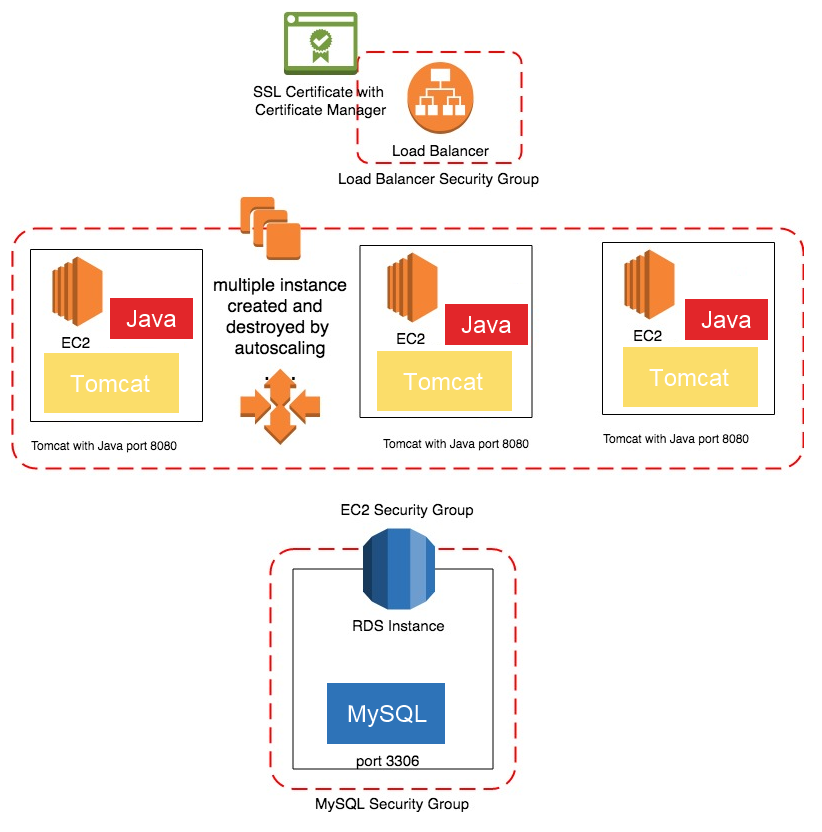 SSL Certificate with
Certificate Manager
Load Balancer
Load Balancer Security Group
multiple instance
created and
destroyed by
autoscaling
EC2
Java
Tomcat
Tomcat with Java port 8080
EC2
Java
Tomcat
Tomcat with Java port 8080
EC2
Java
Tomcat
Tomcat with Java port 8080
EC2 Security Group
RDS Instance
MySQL
port 3306
MySQL Security Group